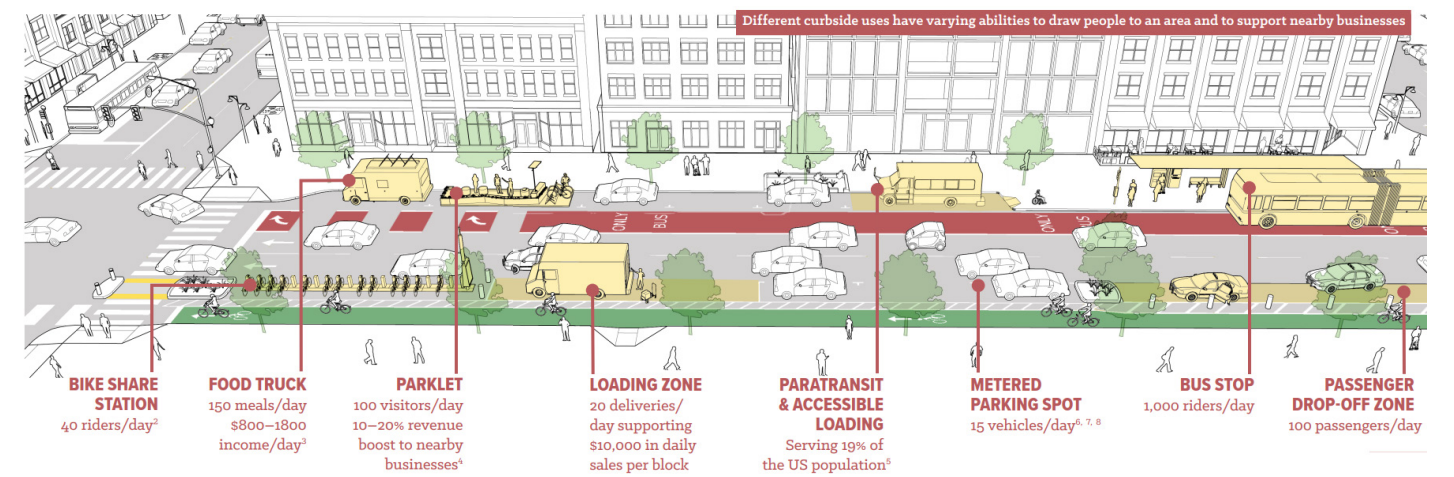 Different curbside uses have varying abilities to draw people to an area and to support nearby businesses
ONLY
BUS
ONLY
BUS
BIKE SHARE
STATION
40 riders/day²
FOOD TRUCK
150 meals/day
$800–1800
income/day³
PARKLET
100 visitors/day
10–20% revenue
boost to nearby
businesses⁴
LOADING ZONE
20 deliveries/
day supporting
$10,000 in daily
sales per block
PARATRANSIT
& ACCESSIBLE
LOADING
Serving 19% of
the US population⁵
METERED
PARKING SPOT
15 vehicles/day⁶, ⁷, ⁸
BUS STOP
1,000 riders/day
PASSENGER
DROP-OFF ZONE
100 passengers/day